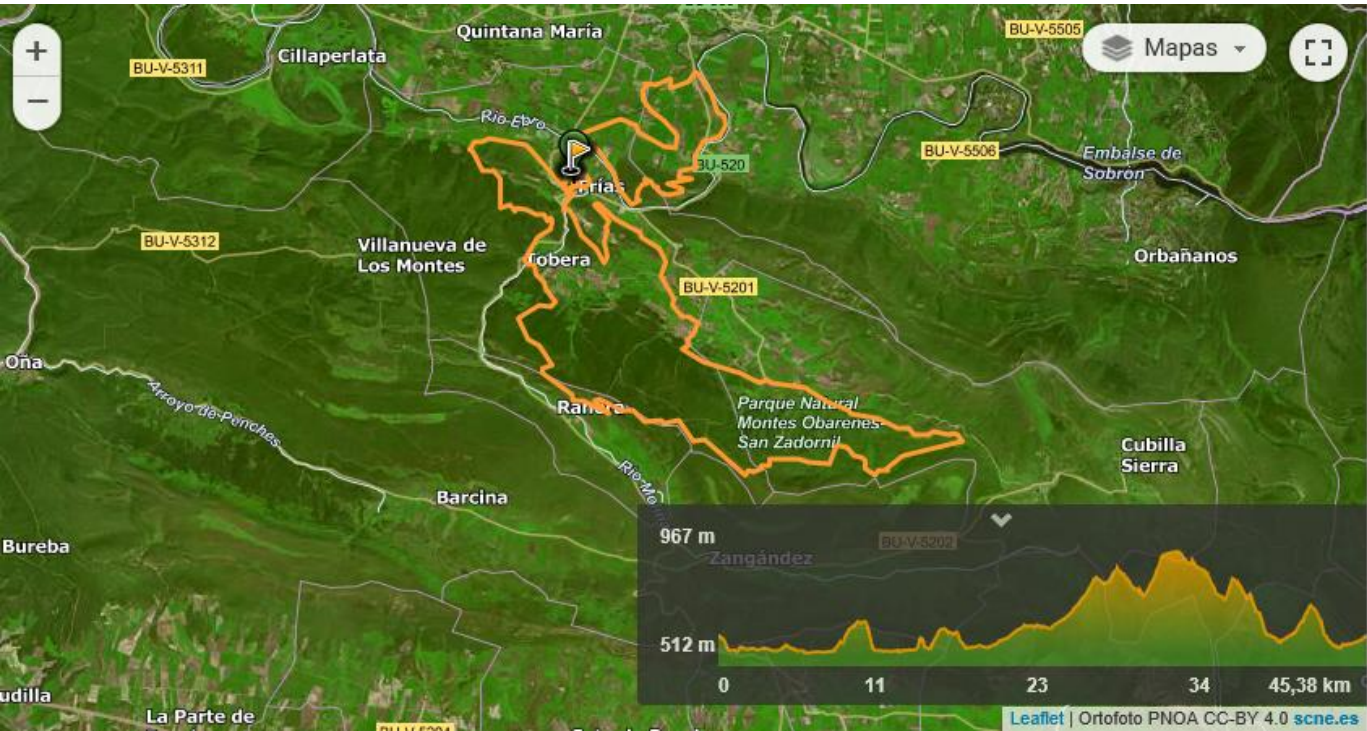 +
−
Quintana María
BU-V-5505
Mapas
Cillaperlata
BU-V-5311
Río Ebro
BU-V-5506
Embalse de
Sobrón
BU-520
Frías
BU-V-5312
Villanueva de
Los Montes
Tobera
Orbañanos
BU-V-5201
Oña
Arroyo de Penches
Ranera
Parque Natural
Montes Obarenes-
San Zadornil
Cubilla
Sierra
Barcina
967 m
BU-V-5202
Bureba
Zangández
512 m
0 11 23 34 45,38 km
udilla
La Parte de
Leaflet | Ortofoto PNOA CC-BY 4.0 scne.es